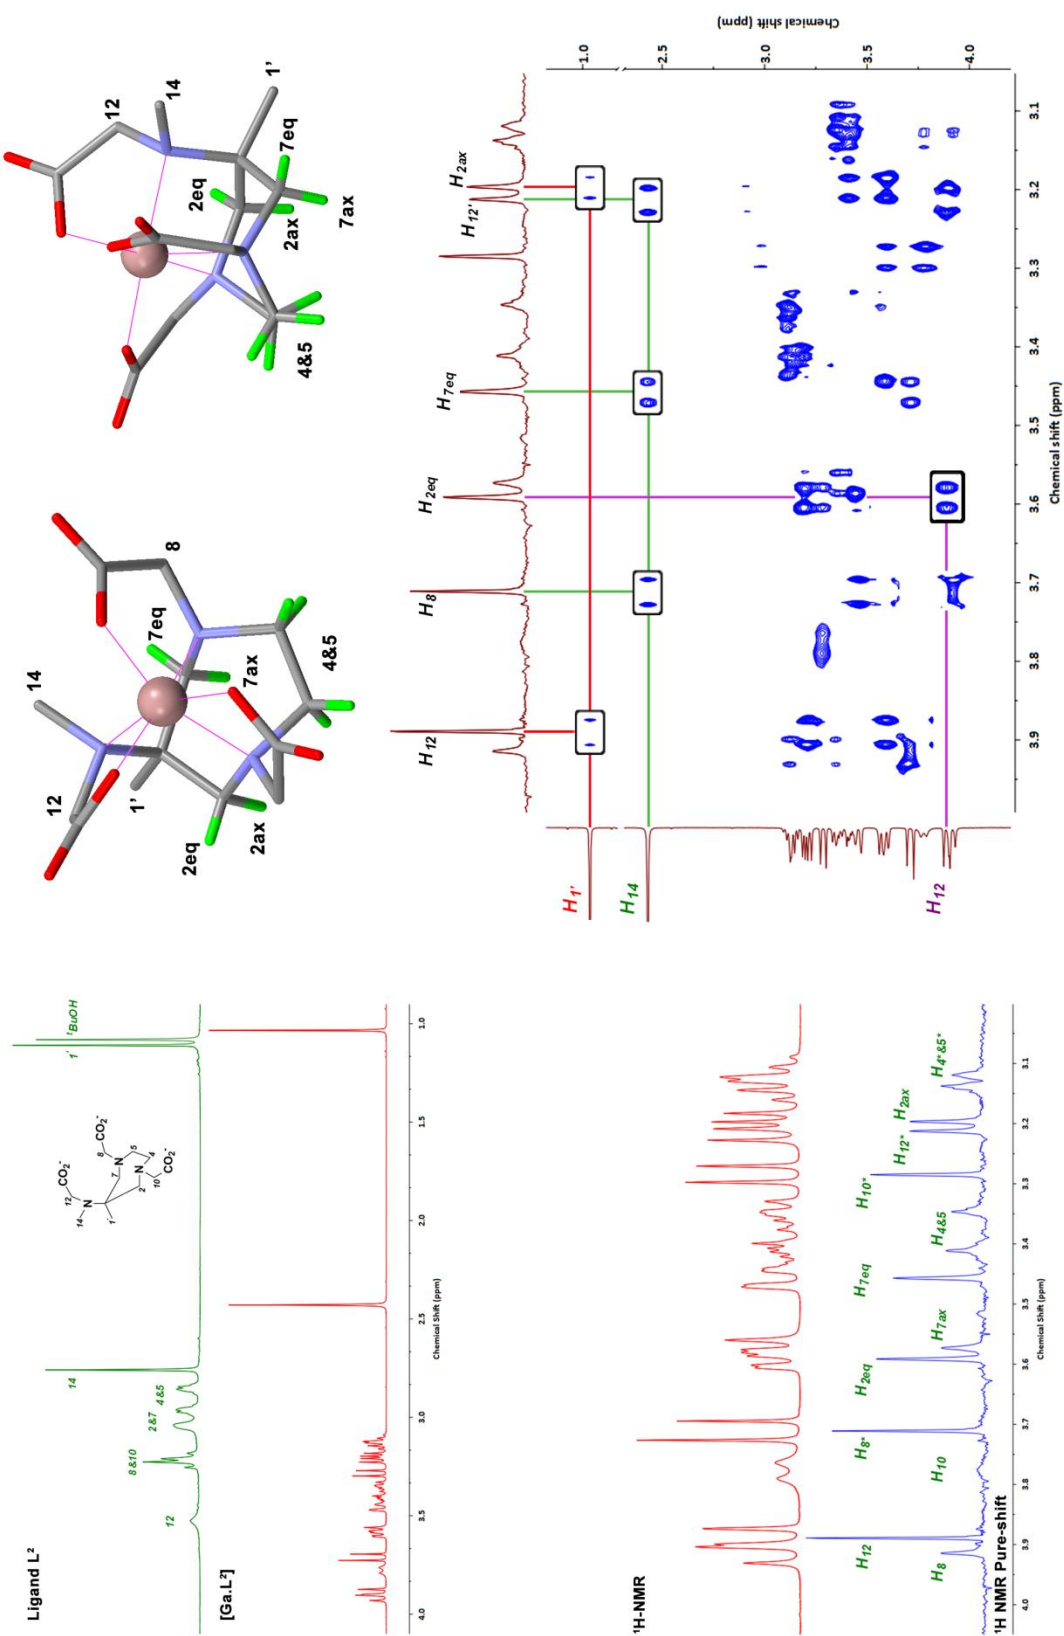 Ligand L²
12
8 &10
2 &7
4 &5
14
1'
ᵗBuOH
CO₂⁻
12
14
N
1'
8
CO₂⁻
7
N
5
4
N
2
10
CO₂⁻
[Ga.L²]
4.0
3.5
3.0
2.5
2.0
1.5
1.0
Chemical Shift (ppm)
¹H-NMR
H8
H12
H10
H8*
H2eq
H7ax
H7eq
H4&5
H10*
H12*
H2ax
H4*&5*
¹H NMR Pure-shift
4.0
3.9
3.8
3.7
3.6
3.5
3.4
3.3
3.2
3.1
Chemical Shift (ppm)
12
14
8
1'
7eq
7ax
2eq
2ax
4&5
12
14
1'
2eq
7eq
2ax
7ax
4&5
H12
H8
H2eq
H7eq
H12'
H2ax
H1'
H14
H12
-1.0
-2.5
-3.0
-3.5
-4.0
Chemical shift (ppm)
3.9
3.8
3.7
3.6
3.5
3.4
3.3
3.2
3.1
Chemical shift (ppm)